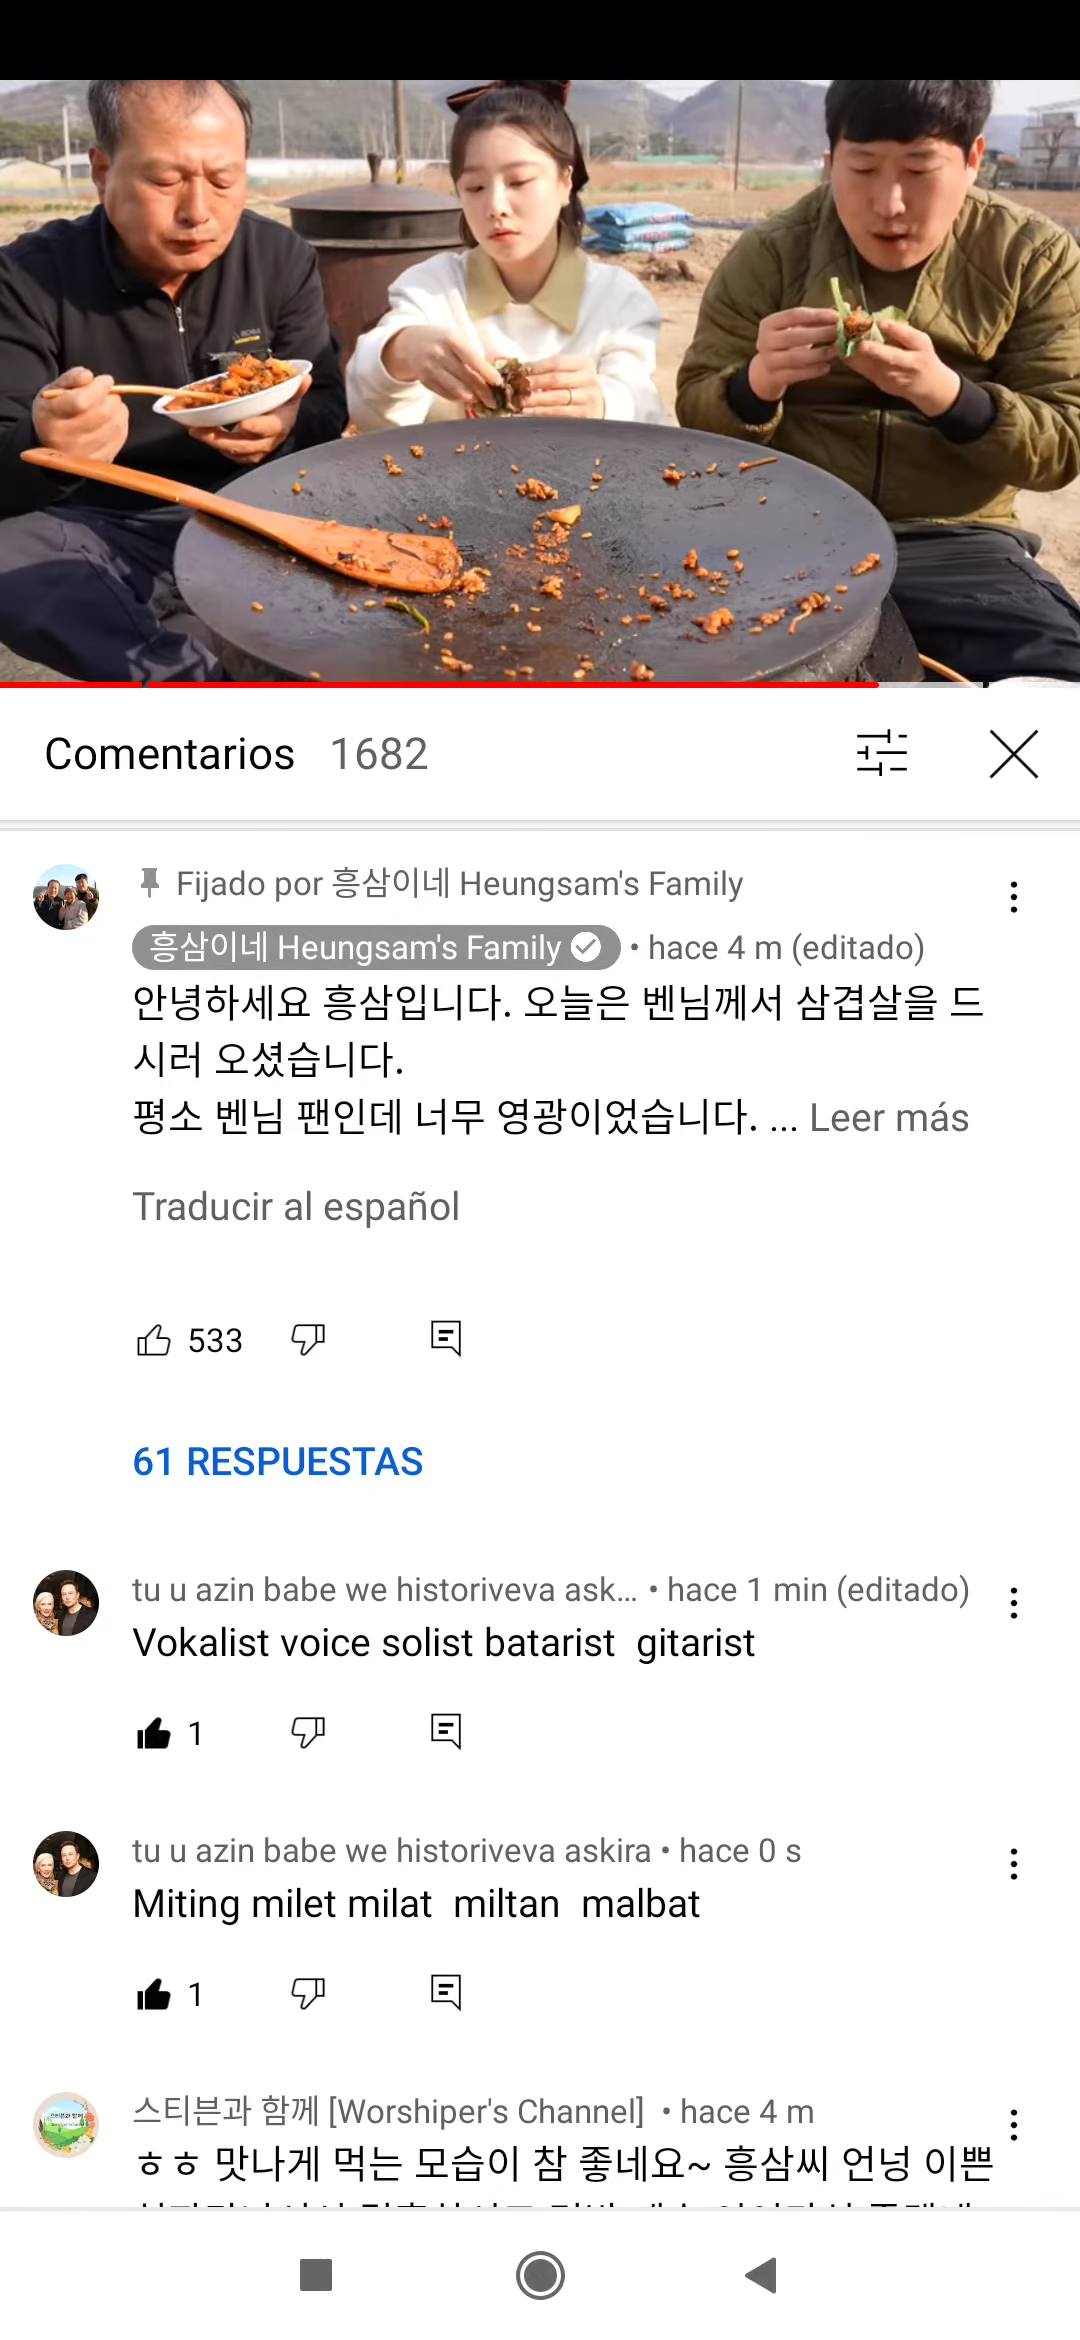 Comentarios 1682
Fijado por 흥삼이네 Heungsam's Family
흥삼이네 Heungsam's Family • hace 4 m (editado)
안녕하세요 흥삼입니다. 오늘은 벤님께서 삼겹살을 드
시러 오셨습니다.
평소 벤님 팬인데 너무 영광이었습니다. ... Leer más
Traducir al español
533
61 RESPUESTAS
tu u azin babe we historiveva ask... • hace 1 min (editado)
Vokalist voice solist batarist  gitarist
1
tu u azin babe we historiveva askira • hace 0 s
Miting milet milat  miltan  malbat
1
스티븐과 함께 [Worshiper's Channel] • hace 4 m
ㅎㅎ 맛나게 먹는 모습이 참 좋네요~ 흥삼씨 언넝 이쁜